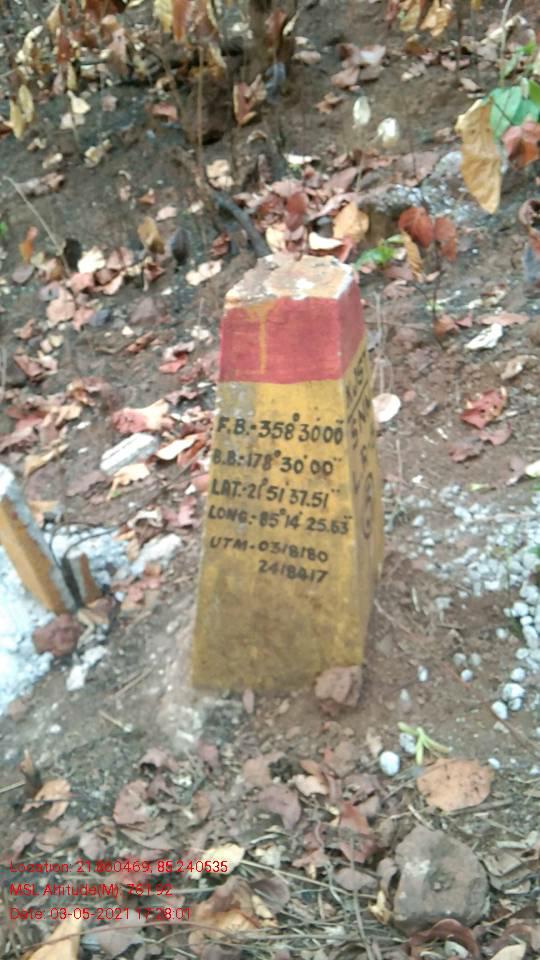 F.B:-358°30'00"
B.B:-178°30'00"
LAT:-21°51'37.51"
LONG:-85°14'25.63"
UTM-0318180
2418417
Location: 21.860469, 85.240535
MSL Altitude(M): 781.92
Date: 03-05-2021 17:28:01